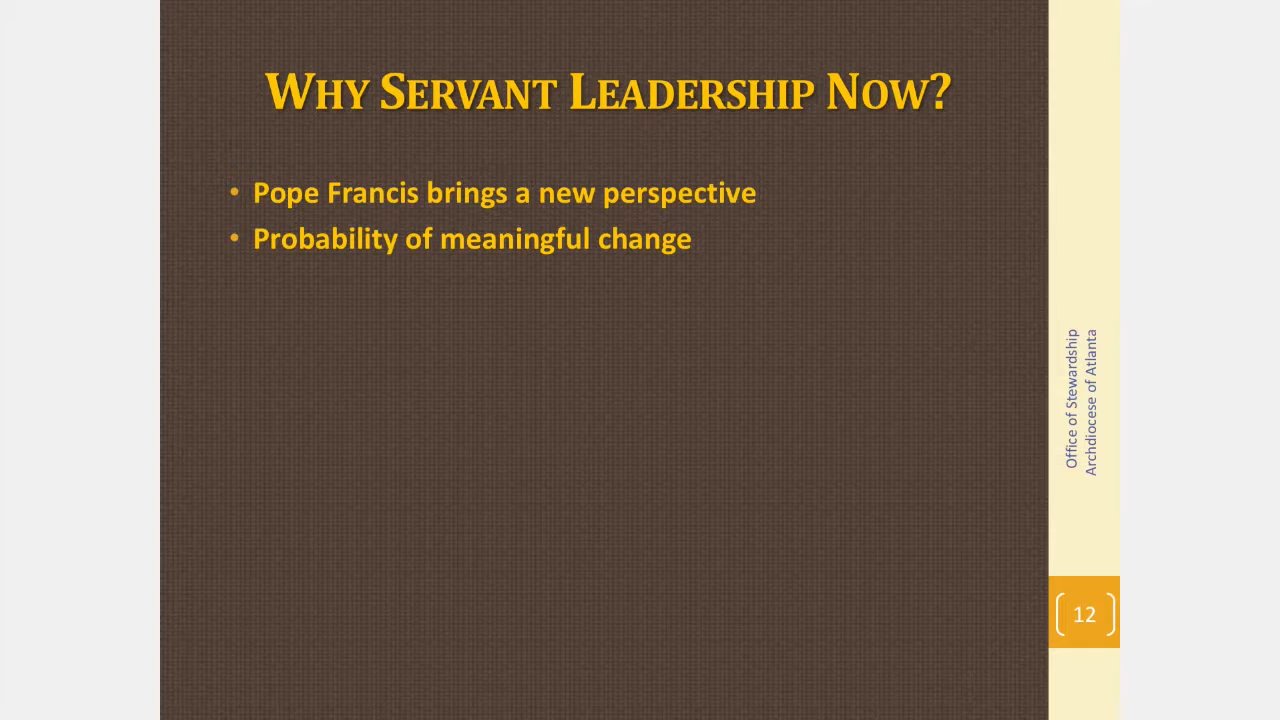 WHY SERVANT LEADERSHIP NOW?
• Pope Francis brings a new perspective
• Probability of meaningful change
Office of Stewardship
Archdiocese of Atlanta
12